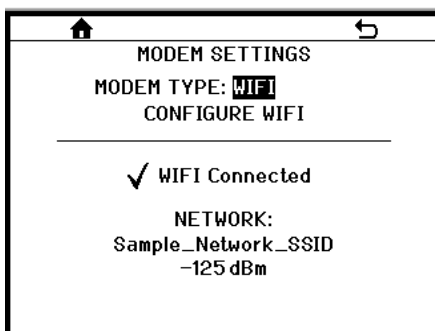 MODEM SETTINGS
MODEM TYPE: WIFI
CONFIGURE WIFI
WIFI Connected
NETWORK:
Sample_Network_SSID
-125 dBm